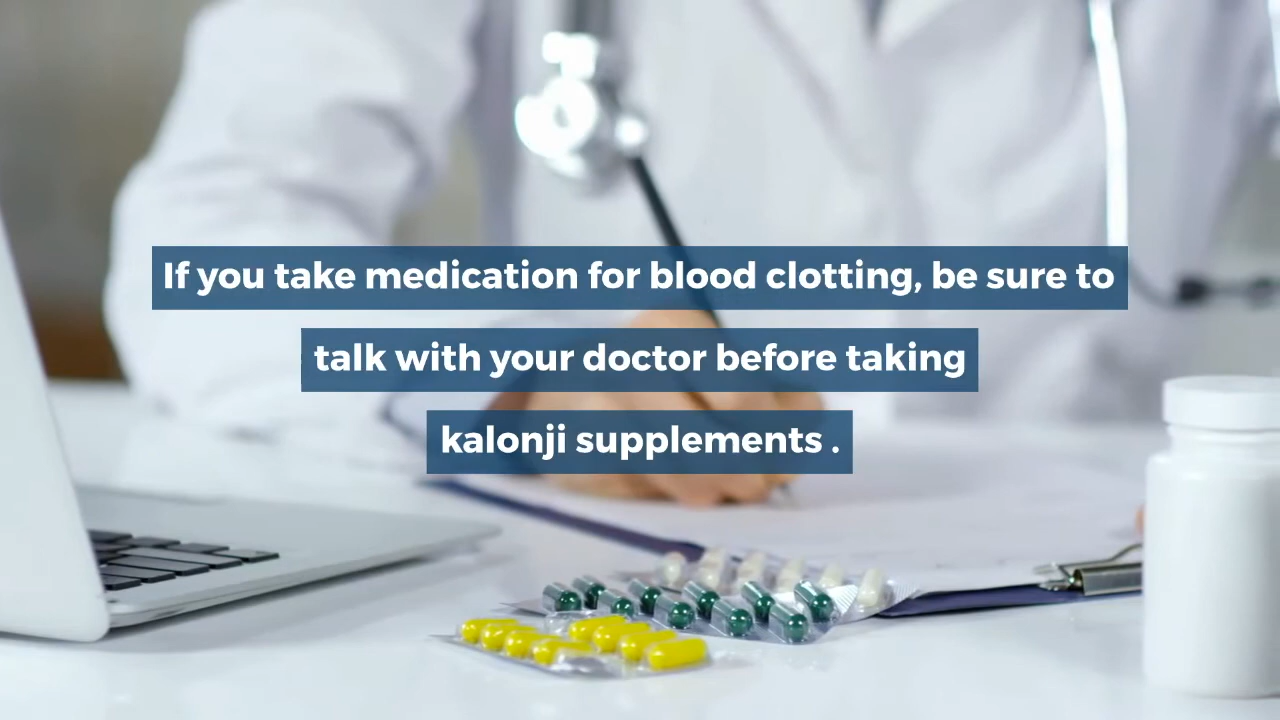 If you take medication for blood clotting, be sure to
talk with your doctor before taking
kalonji supplements .